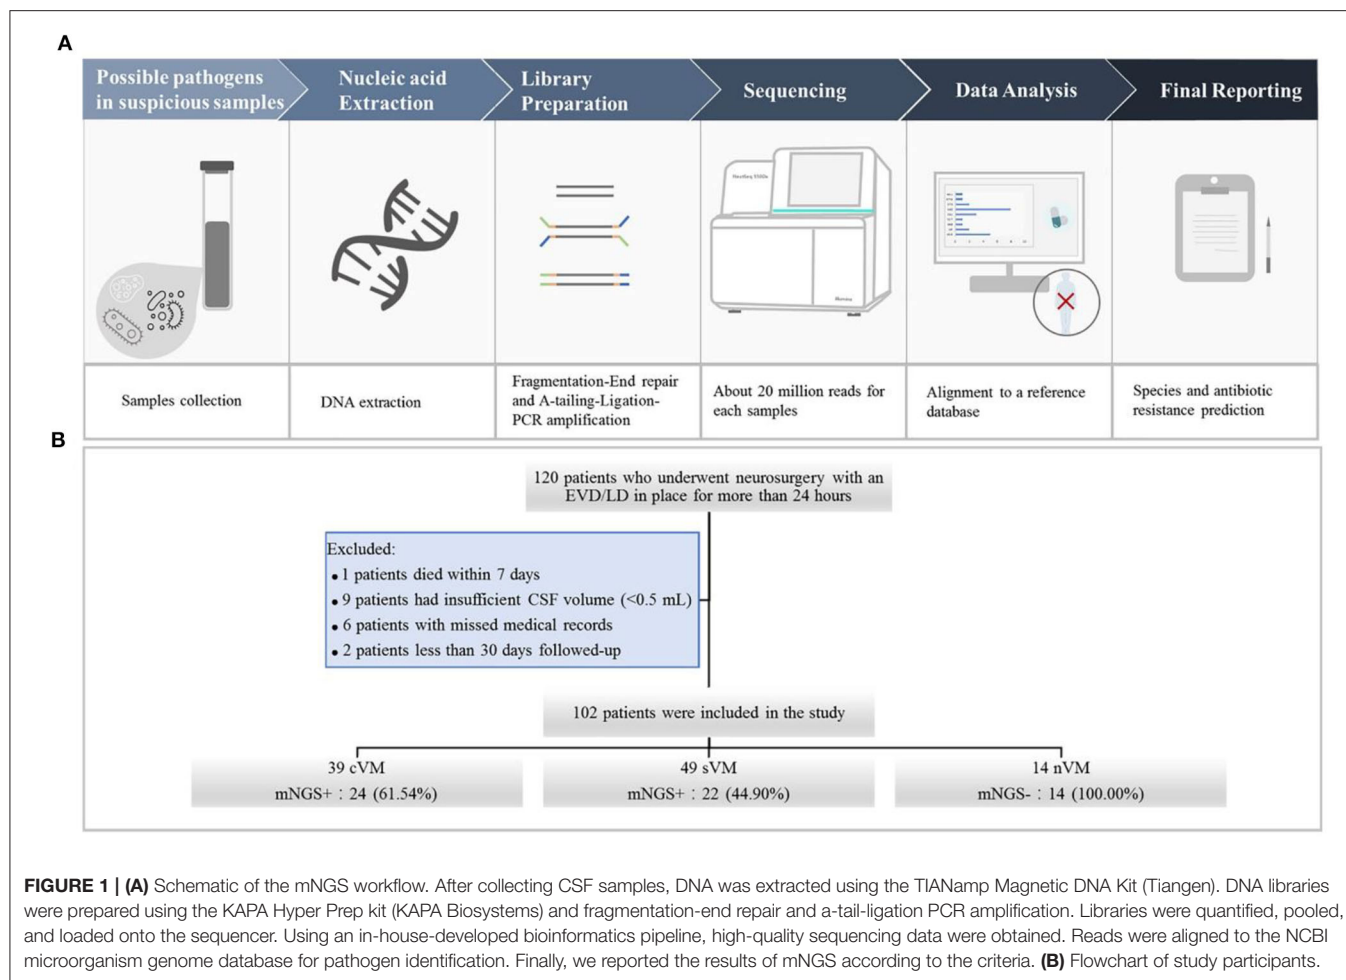 A
Possible pathogens
in suspicious samples
Nucleic acid
Extraction
Library
Preparation
Sequencing
Data Analysis
Final Reporting
Samples collection
DNA extraction
Fragmentation-End repair
and A-tailing-Ligation-
PCR amplification
About 20 million reads for
each samples
Alignment to a reference
database
Species and antibiotic
resistance prediction
B
120 patients who underwent neurosurgery with an
EVD/LD in place for more than 24 hours
Excluded:
• 1 patients died within 7 days
• 9 patients had insufficient CSF volume (<0.5 mL)
• 6 patients with missed medical records
• 2 patients less than 30 days followed-up
102 patients were included in the study
39 cVM
mNGS+ : 24 (61.54%)
49 sVM
mNGS+ : 22 (44.90%)
14 nVM
mNGS- : 14 (100.00%)
FIGURE 1 | (A) Schematic of the mNGS workflow. After collecting CSF samples, DNA was extracted using the TIANamp Magnetic DNA Kit (Tiangen). DNA libraries
were prepared using the KAPA Hyper Prep kit (KAPA Biosystems) and fragmentation-end repair and a-tail-ligation PCR amplification. Libraries were quantified, pooled,
and loaded onto the sequencer. Using an in-house-developed bioinformatics pipeline, high-quality sequencing data were obtained. Reads were aligned to the NCBI
microorganism genome database for pathogen identification. Finally, we reported the results of mNGS according to the criteria. (B) Flowchart of study participants.